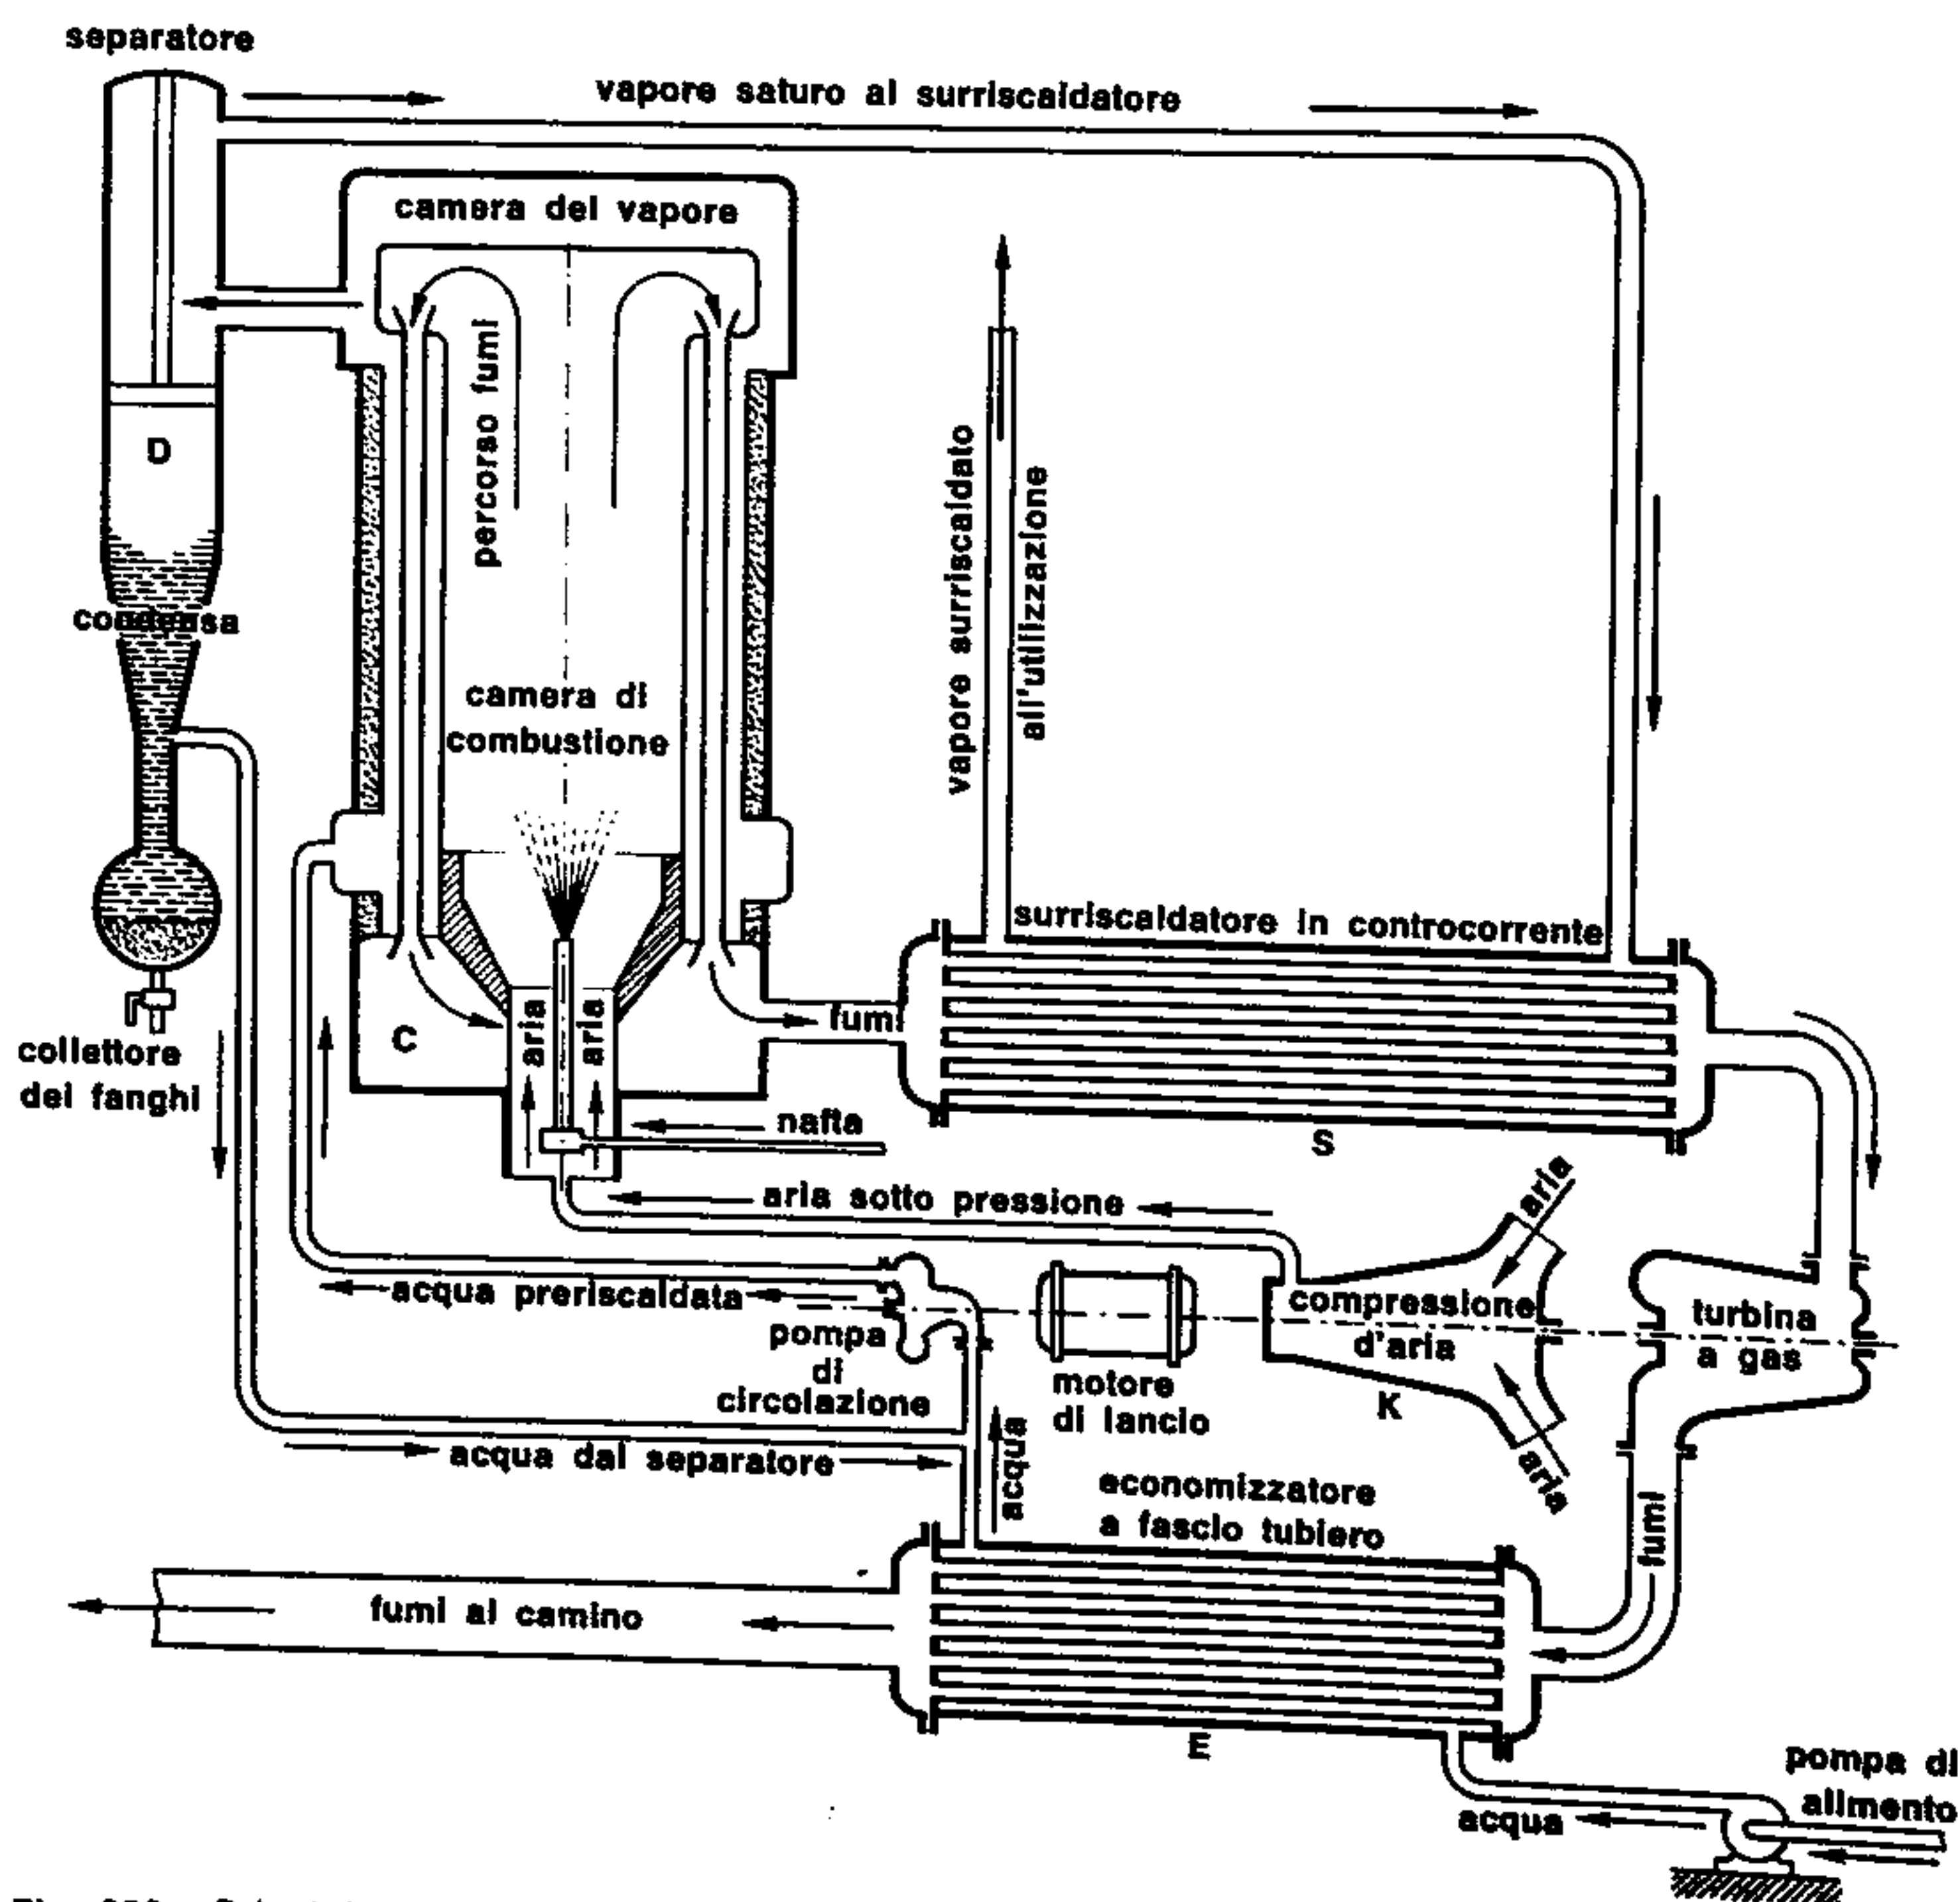 separatore
vapore saturo al surriscaldatore
camera del vapore
percorso fumi
D
condensa
camera di
combustione
vapore surriscaldato
all'utilizzazione
collettore
dei fanghi
C
aria
aria
fumi
surriscaldatore in controcorrente
S
nafta
aria sotto pressione
aria
acqua preriscaldata
pompa
di
circolazione
motore
di lancio
compressione
d'aria
K
aria
turbina
a gas
acqua dal separatore
acqua
economizzatore
a fascio tubiero
fumi
fumi al camino
E
pompa di
alimento
acqua